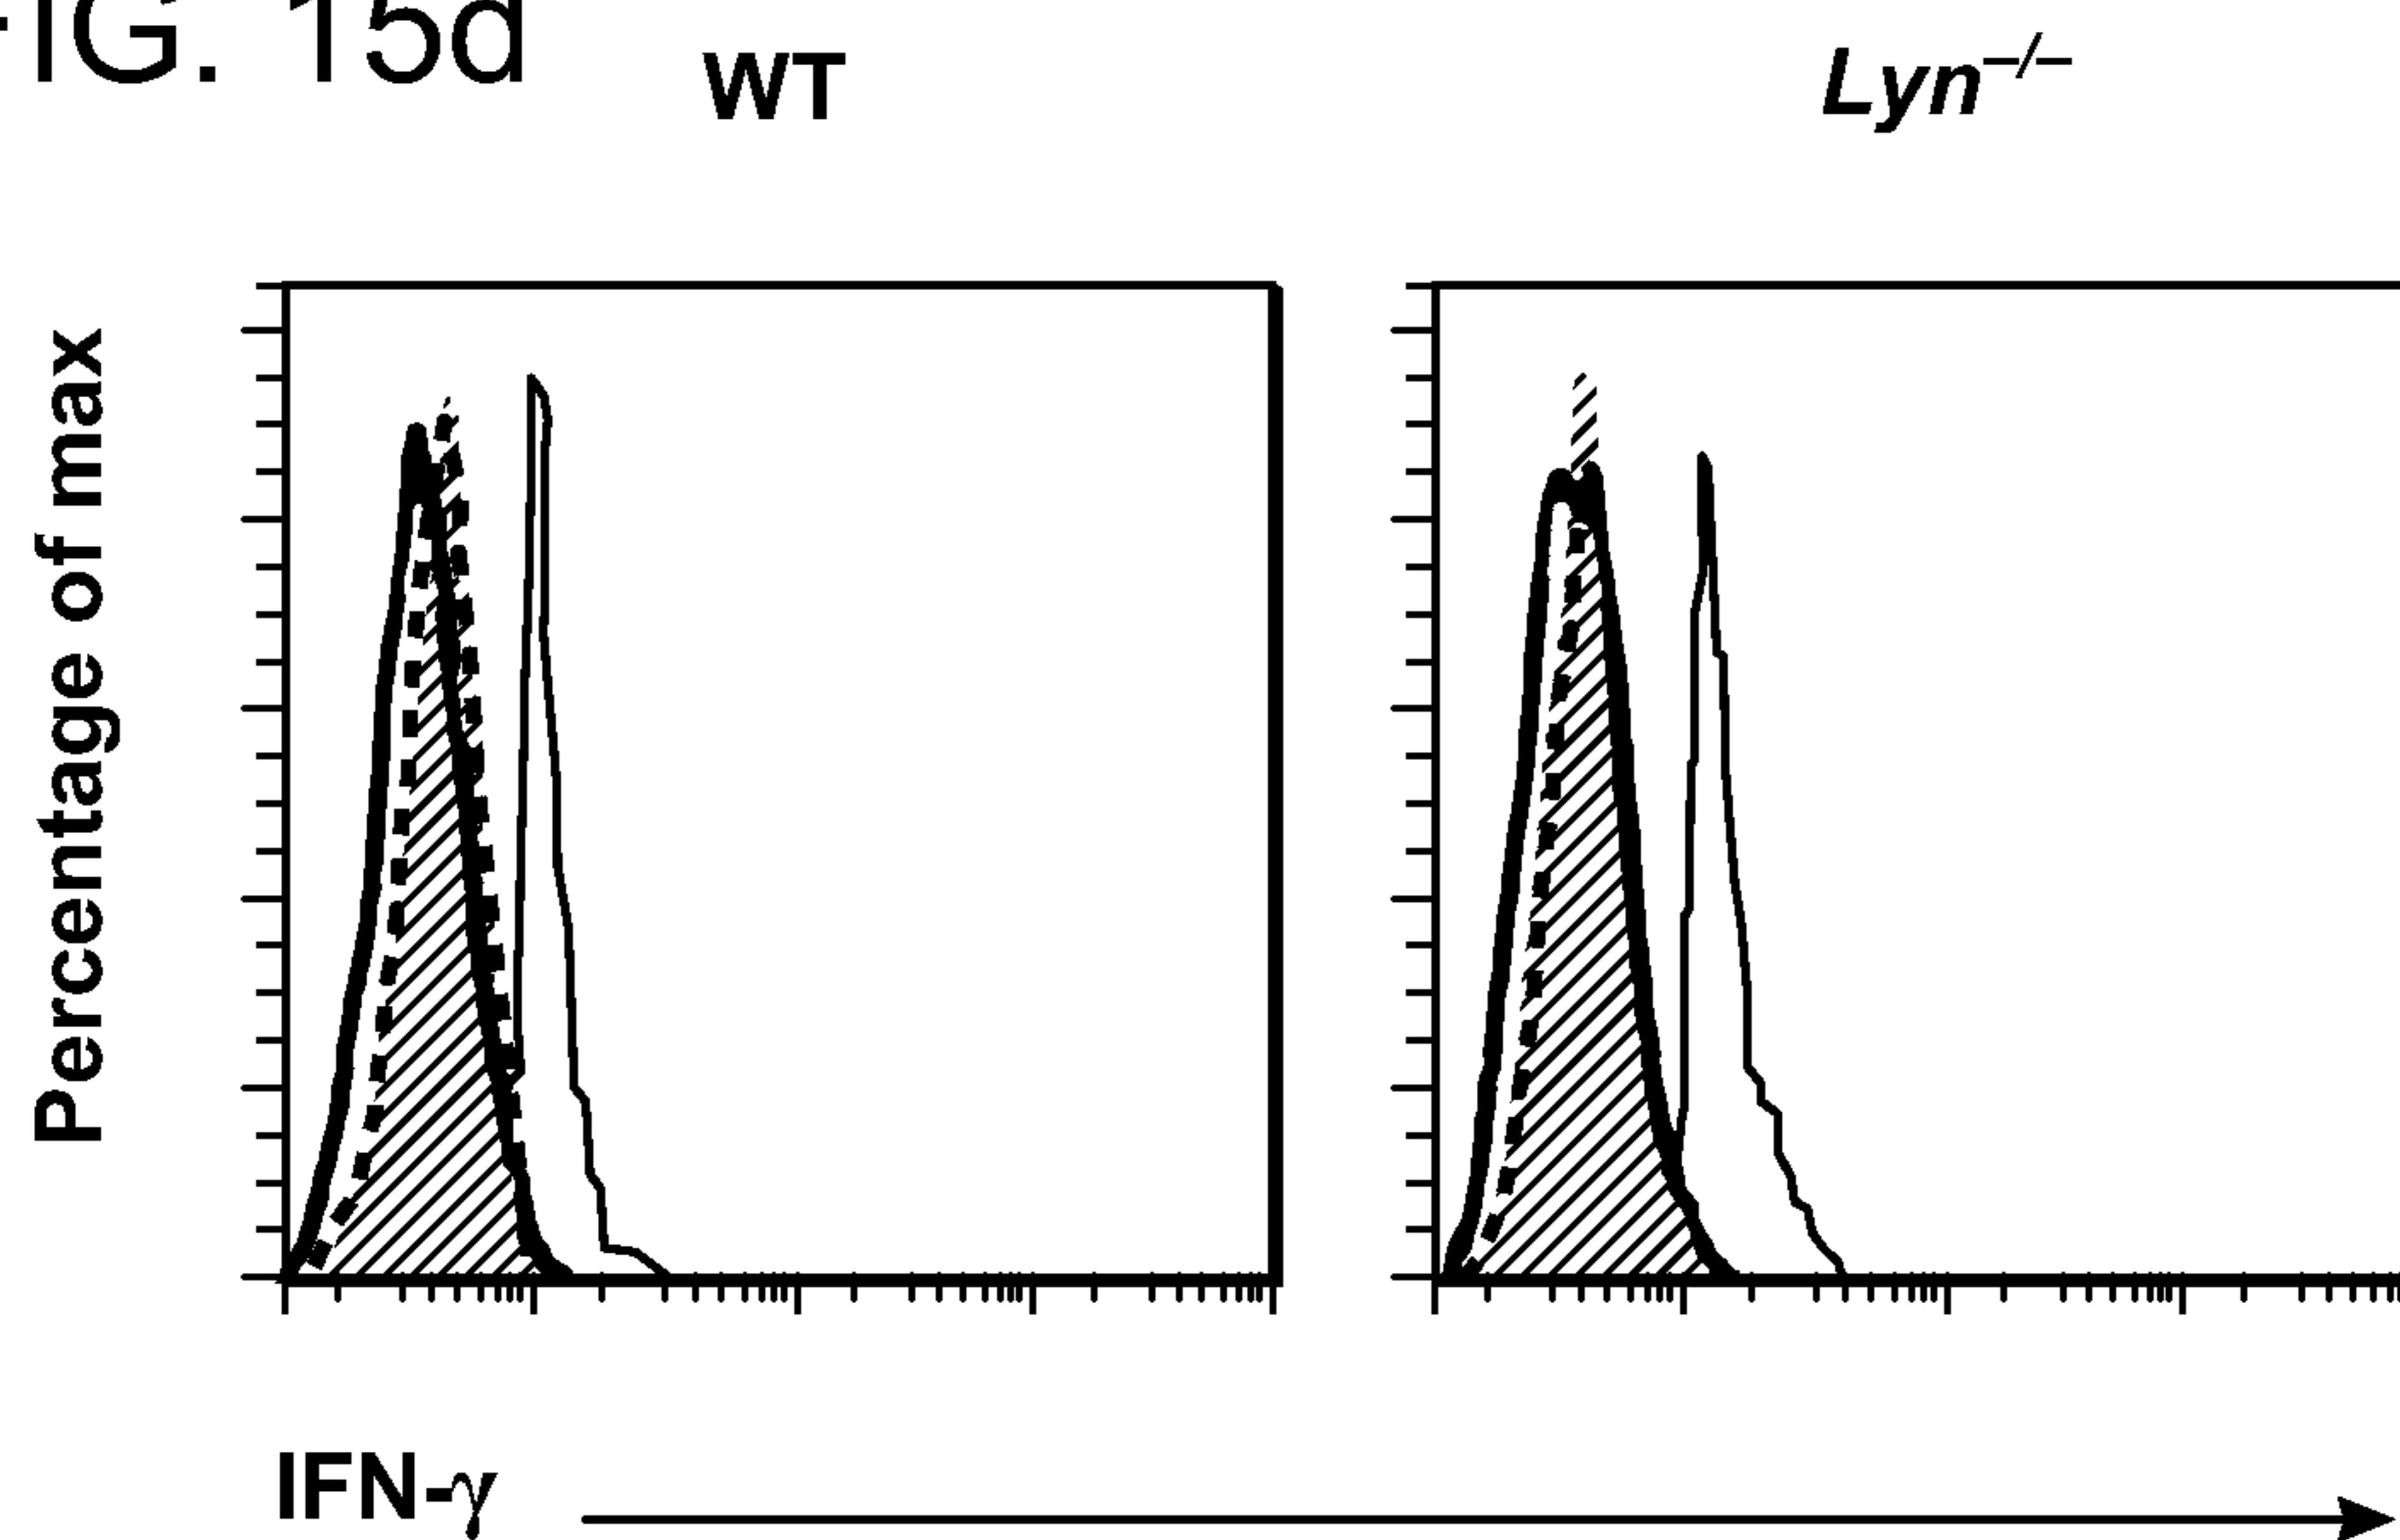 FIG. 15d
WT
Lyn–/–
Percentage of max
IFN-γ